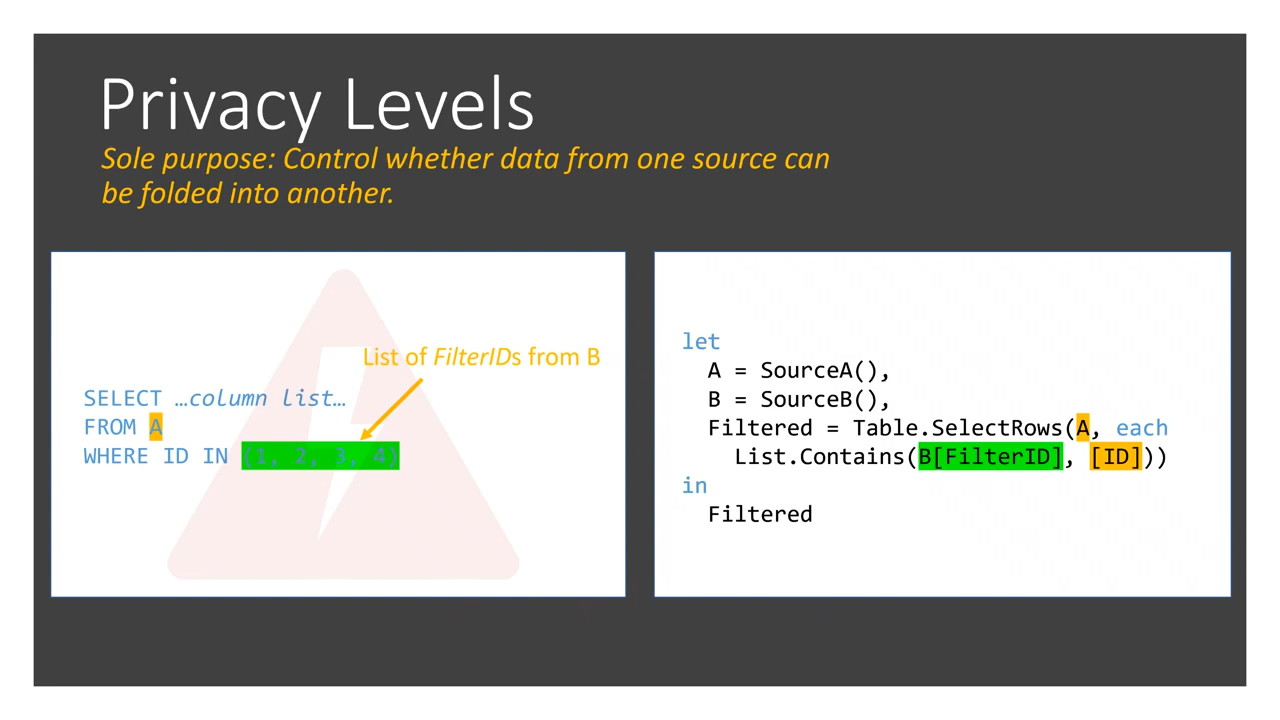 Privacy Levels
Sole purpose: Control whether data from one source can
be folded into another.
List of FilterIDs from B
SELECT …column list…
FROM A
WHERE ID IN (1, 2, 3, 4)
let
A = SourceA(),
B = SourceB(),
Filtered = Table.SelectRows(A, each
List.Contains(B[FilterID], [ID]))
in
Filtered